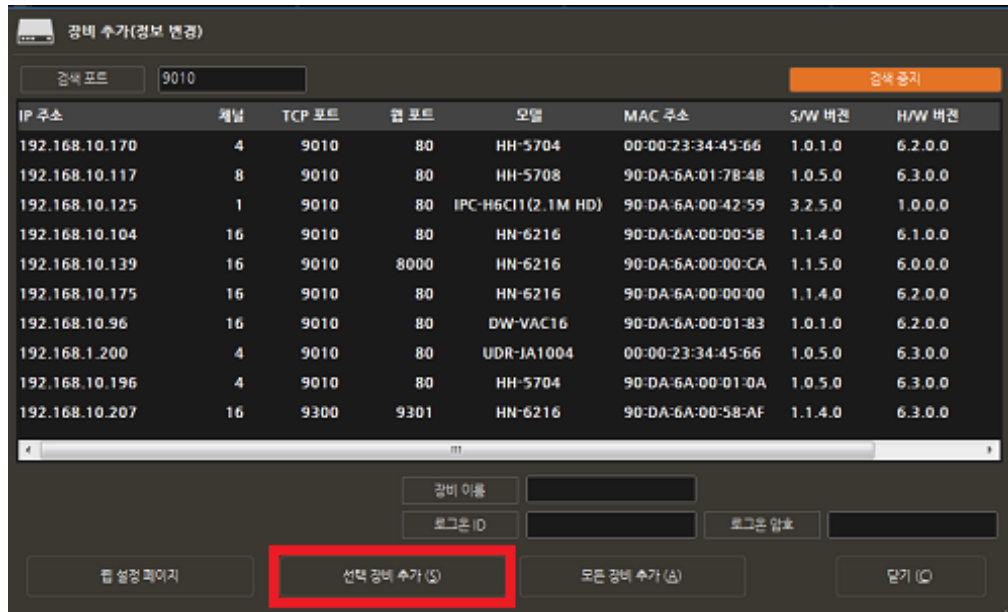 장비 추가(정보 변경)
검색 포트 9010 검색 중지
IP 주소 채널 TCP 포트 웹 포트 모델 MAC 주소 S/W 버전 H/W 버전
192.168.10.170 4 9010 80 HH-5704 00:00:23:34:45:66 1.0.1.0 6.2.0.0
192.168.10.117 8 9010 80 HH-5708 90:DA:6A:01:7B:4B 1.0.5.0 6.3.0.0
192.168.10.125 1 9010 80 IPC-H6CI1(2.1M HD) 90:DA:6A:00:42:59 3.2.5.0 1.0.0.0
192.168.10.104 16 9010 80 HN-6216 90:DA:6A:00:00:5B 1.1.4.0 6.1.0.0
192.168.10.139 16 9010 8000 HN-6216 90:DA:6A:00:00:CA 1.1.5.0 6.0.0.0
192.168.10.175 16 9010 80 HN-6216 90:DA:6A:00:00:00 1.1.4.0 6.2.0.0
192.168.10.96 16 9010 80 DW-VAC16 90:DA:6A:00:01:83 1.0.1.0 6.2.0.0
192.168.1.200 4 9010 80 UDR-JA1004 00:00:23:34:45:66 1.0.5.0 6.3.0.0
192.168.10.196 4 9010 80 HH-5704 90:DA:6A:00:01:0A 1.0.5.0 6.3.0.0
192.168.10.207 16 9300 9301 HN-6216 90:DA:6A:00:58:AF 1.1.4.0 6.3.0.0
장비 이름
로그온 ID 로그온 암호
웹 설정 페이지 선택 장비 추가 (S) 모든 장비 추가 (A) 닫기 (C)